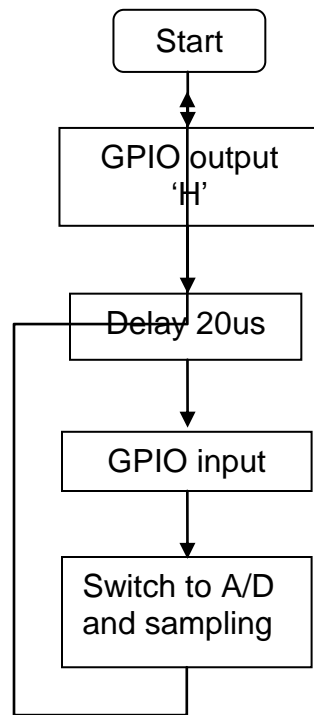 Start
GPIO output
‘H’
Delay 20us
GPIO input
Switch to A/D
and sampling